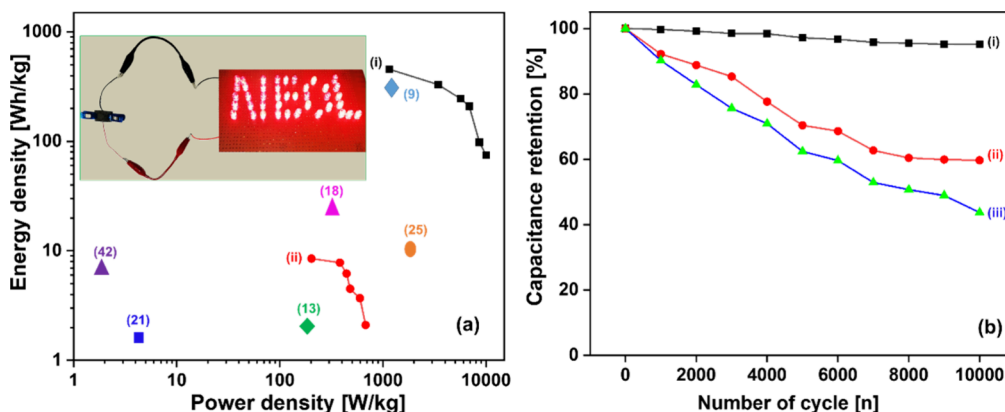 Energy density [Wh/kg]
1000
100
10
1
(i)
(9)
(18)
(25)
(42)
(ii)
(13)
(21)
(a)
1 10 100 1000 10000
Power density [W/kg]
Capacitance retention [%]
100
80
60
40
20
0
(i)
(ii)
(iii)
(b)
0 2000 4000 6000 8000 10000
Number of cycle [n]